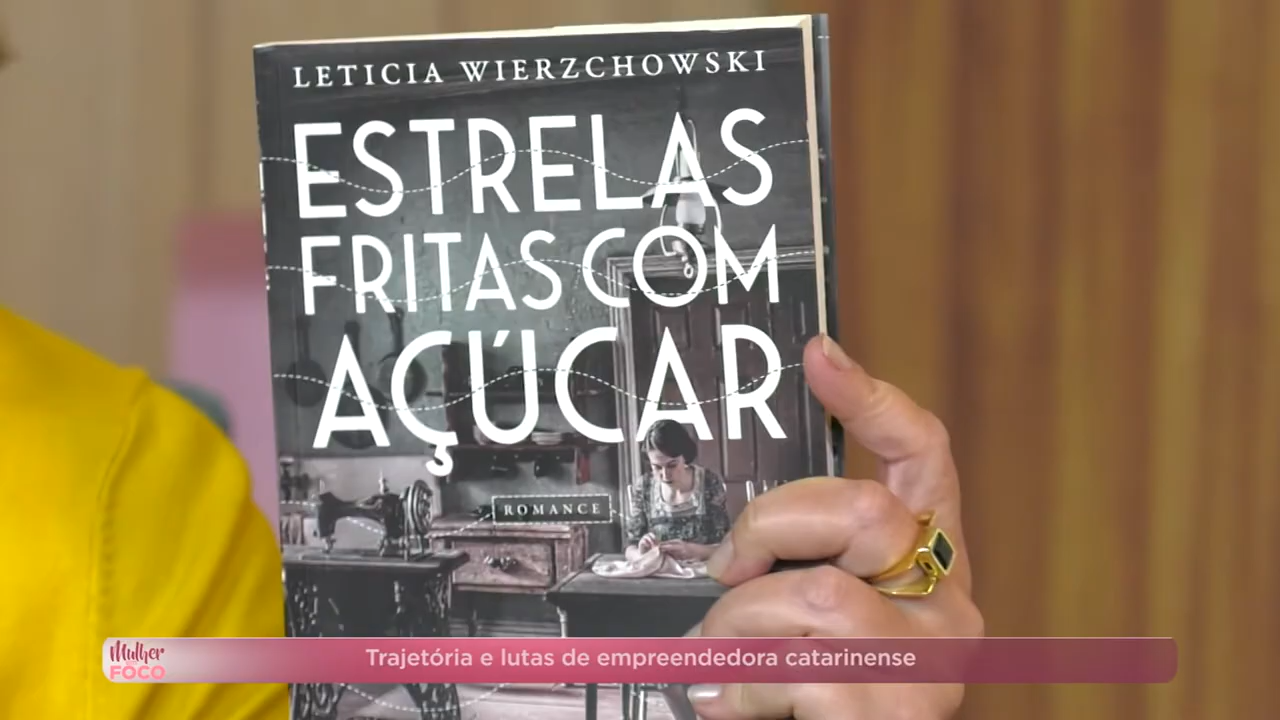 LETICIA WIERZCHOWSKI
ESTRELAS
FRITAS COM
AÇÚCAR
ROMANCE
Mulher
FOCO
Trajetória e lutas de empreendedora catarinense